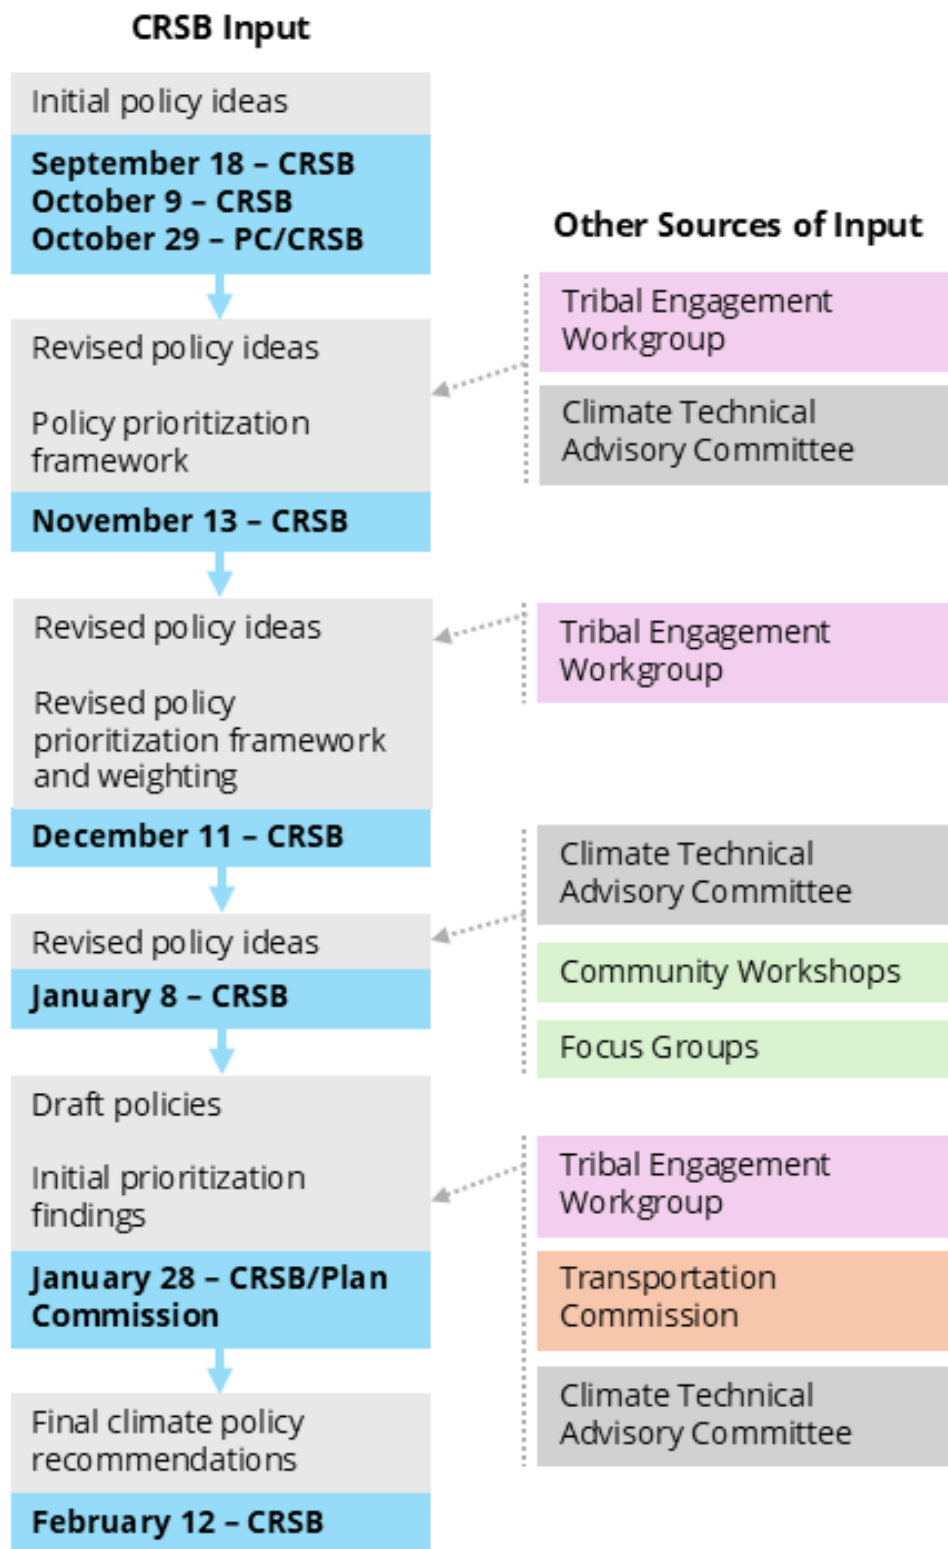 CRSB Input
Initial policy ideas
September 18 – CRSB
October 9 – CRSB
October 29 – PC/CRSB
Other Sources of Input
Tribal Engagement
Workgroup
Climate Technical
Advisory Committee
Revised policy ideas
Policy prioritization
framework
November 13 – CRSB
Revised policy ideas
Revised policy
prioritization framework
and weighting
Tribal Engagement
Workgroup
December 11 – CRSB
Climate Technical
Advisory Committee
Community Workshops
Focus Groups
Revised policy ideas
January 8 – CRSB
Draft policies
Initial prioritization
findings
Tribal Engagement
Workgroup
Transportation
Commission
Climate Technical
Advisory Committee
January 28 – CRSB/Plan
Commission
Final climate policy
recommendations
February 12 – CRSB